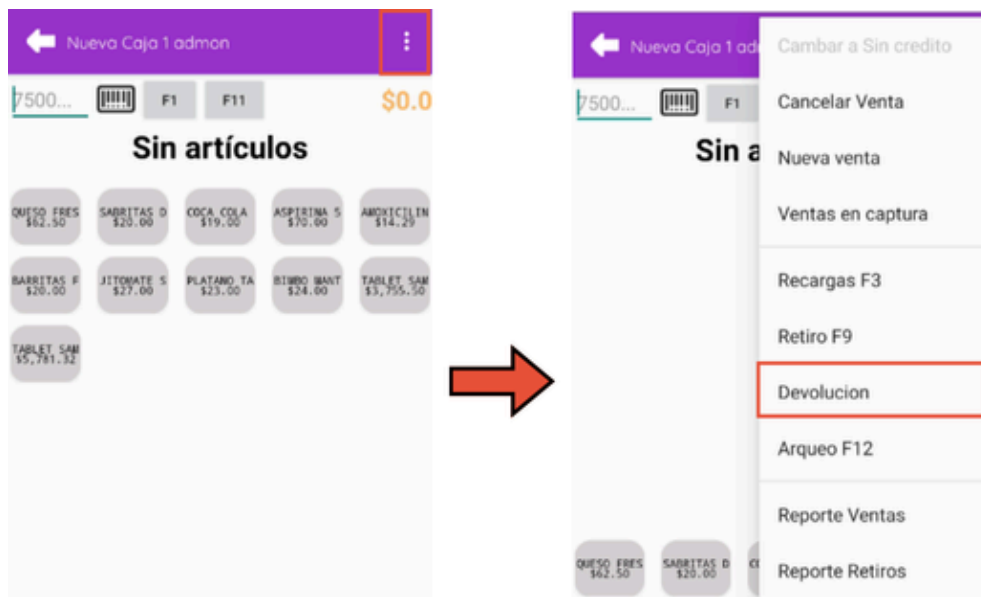 Nueva Caja 1 admon
7500...
F1
F11
$0.0
Sin artículos
QUESO FRES
$62.50
SABRITAS D
$20.00
COCA COLA
$19.00
ASPIRINA S
$70.00
AMOXICILIN
$14.29
BARRITAS F
$20.00
JITOMATE S
$27.00
PLATANO TA
$23.00
BIMBO MANT
$24.00
TABLET SAM
$3,755.50
TABLET SAM
$5,781.32
Nueva Caja 1 ad
7500...
F1
Sin a
Cambar a Sin credito
Cancelar Venta
Nueva venta
Ventas en captura
Recargas F3
Retiro F9
Devolucion
Arqueo F12
Reporte Ventas
Reporte Retiros
QUESO FRES
$62.50
SABRITAS D
$20.00
CO